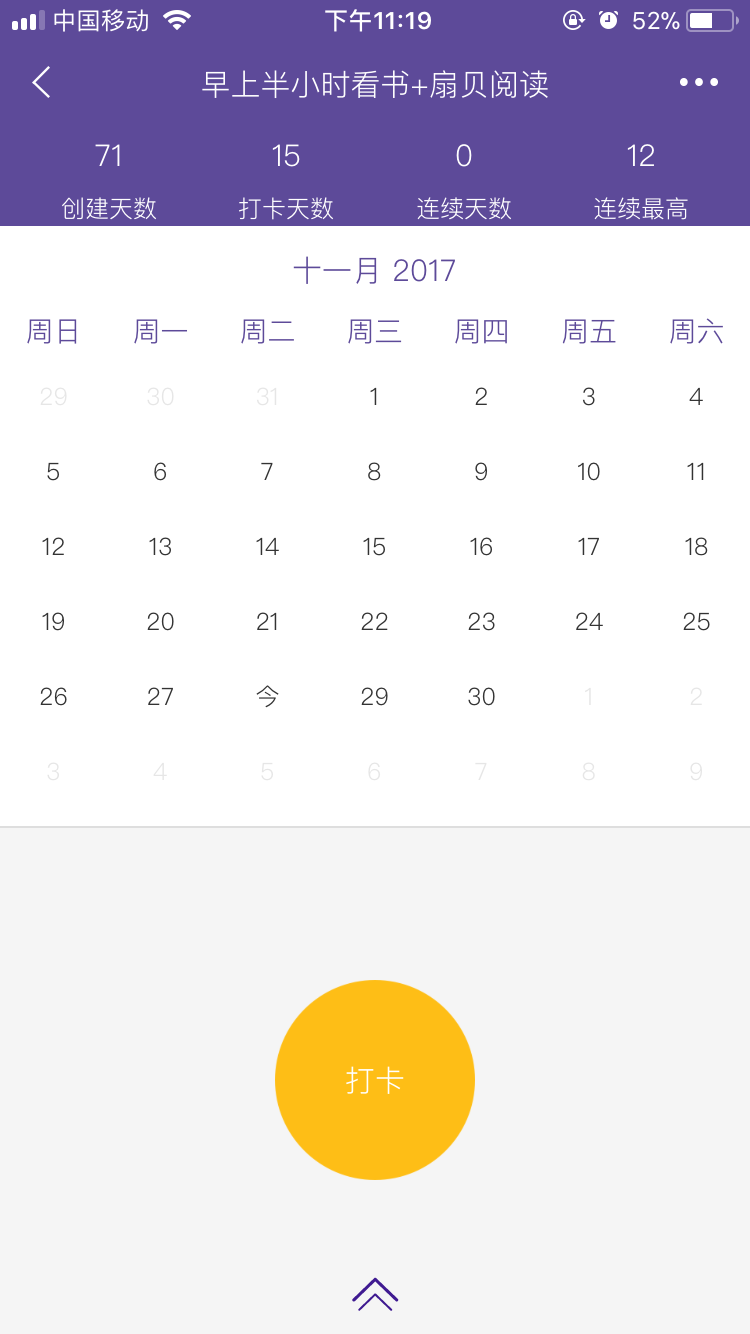 中国移动 下午11:19 52%
早上半小时看书+扇贝阅读
71 15 0 12
创建天数 打卡天数 连续天数 连续最高
十一月 2017
周日 周一 周二 周三 周四 周五 周六
29 30 31 1 2 3 4
5 6 7 8 9 10 11
12 13 14 15 16 17 18
19 20 21 22 23 24 25
26 27 今 29 30 1 2
3 4 5 6 7 8 9
打卡